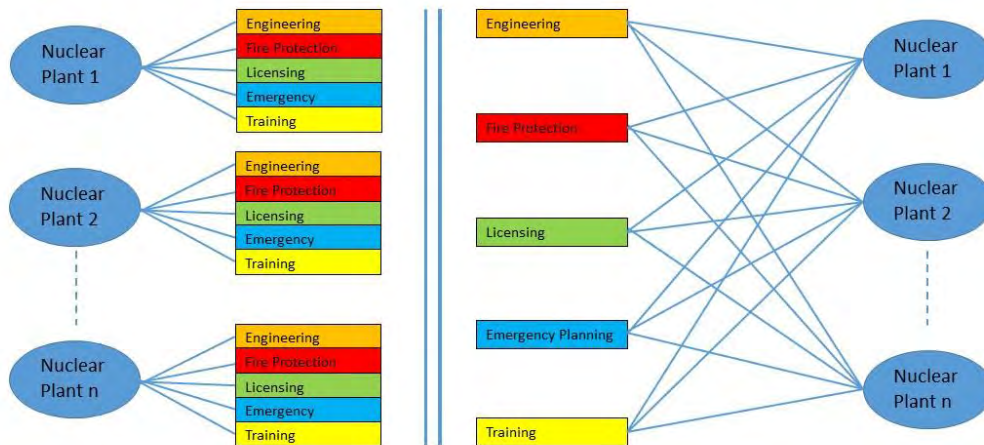 Nuclear
Plant 1
Engineering
Fire Protection
Licensing
Emergency
Training
Nuclear
Plant 2
Engineering
Fire Protection
Licensing
Emergency
Training
Nuclear
Plant n
Engineering
Fire Protection
Licensing
Emergency
Training
Engineering
Fire Protection
Licensing
Emergency Planning
Training
Nuclear
Plant 1
Nuclear
Plant 2
Nuclear
Plant n